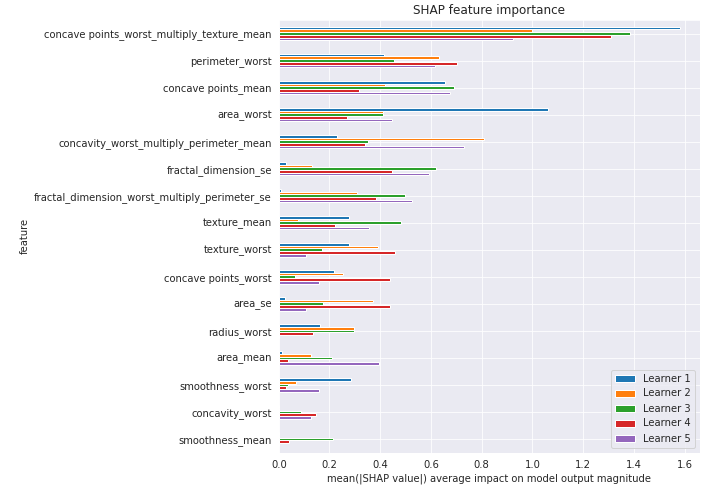 SHAP feature importance
concave points_worst_multiply_texture_mean
perimeter_worst
concave points_mean
area_worst
concavity_worst_multiply_perimeter_mean
fractal_dimension_se
fractal_dimension_worst_multiply_perimeter_se
texture_mean
texture_worst
concave points_worst
area_se
radius_worst
area_mean
smoothness_worst
concavity_worst
smoothness_mean
feature
Learner 1
Learner 2
Learner 3
Learner 4
Learner 5
0.0 0.2 0.4 0.6 0.8 1.0 1.2 1.4 1.6
mean(|SHAP value|) average impact on model output magnitude